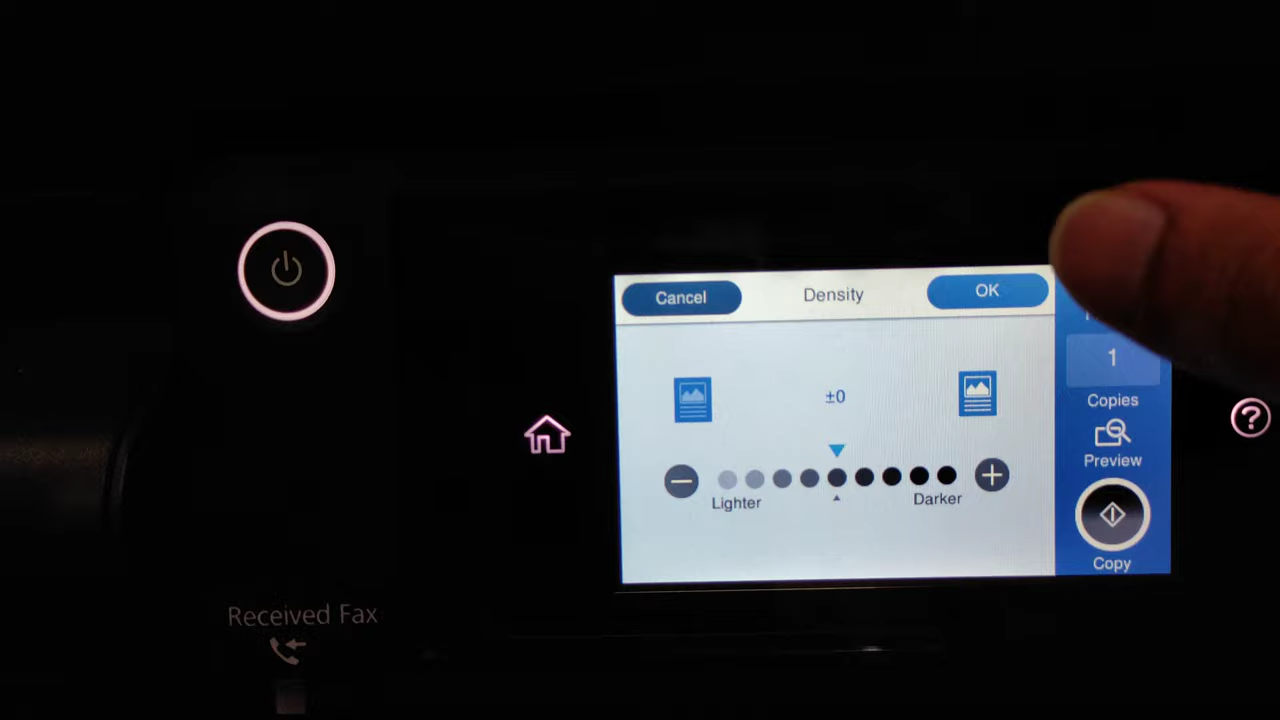 Cancel Density OK
±0
1
Copies
Preview
Lighter Darker
Copy
Received Fax